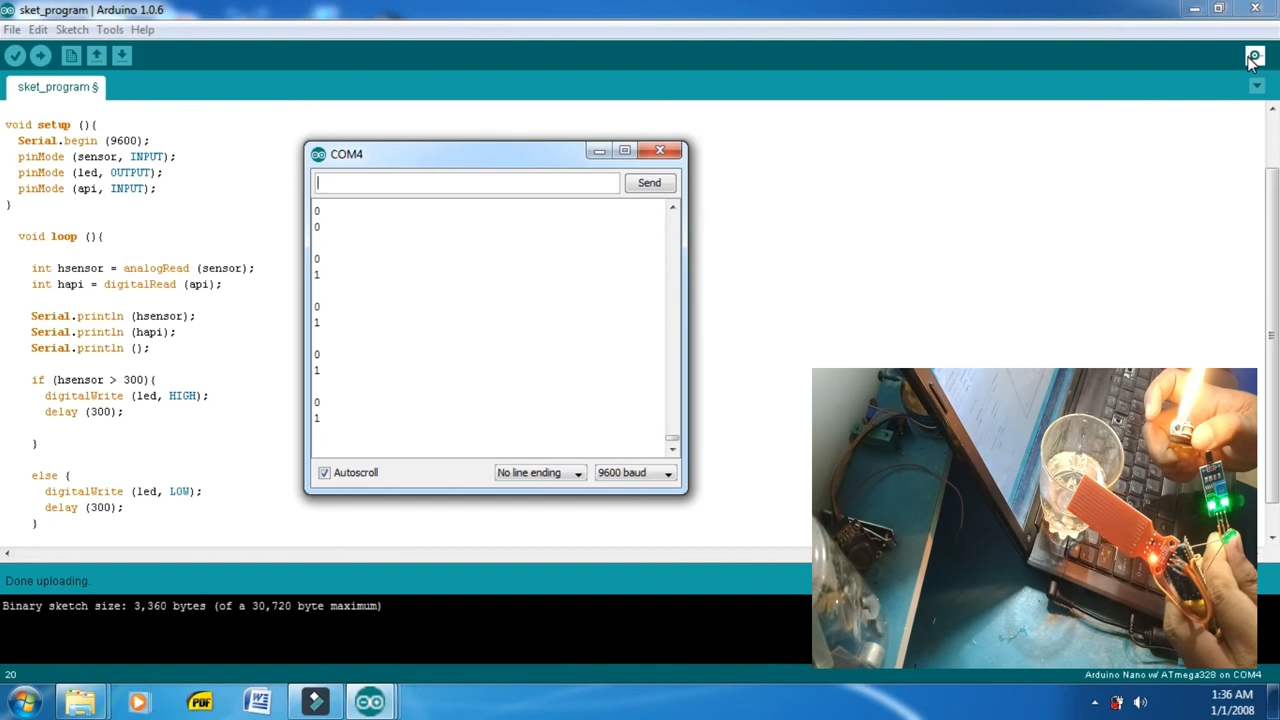 sket_program | Arduino 1.0.6
File Edit Sketch Tools Help
sket_program §
void setup (){
Serial.begin (9600);
pinMode (sensor, INPUT);
pinMode (led, OUTPUT);
pinMode (api, INPUT);
}
void loop (){
int hsensor = analogRead (sensor);
int hapi = digitalRead (api);
Serial.println (hsensor);
Serial.println (hapi);
Serial.println ();
if (hsensor > 300){
digitalWrite (led, HIGH);
delay (300);
}
else {
digitalWrite (led, LOW);
delay (300);
}
COM4
Send
0
0
0
1
0
1
0
1
0
1
Autoscroll
No line ending
9600 baud
Done uploading.
Binary sketch size: 3,360 bytes (of a 30,720 byte maximum)
20
Arduino Nano w/ ATmega328 on COM4
PDF
W
1:36 AM
1/1/2008